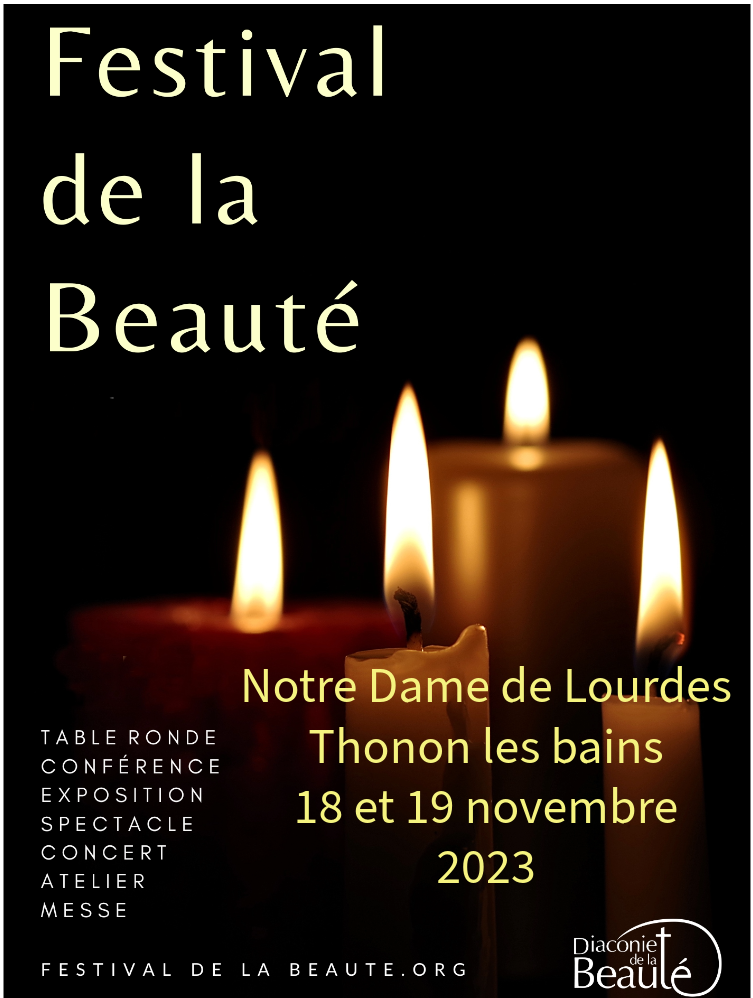 Festival
de la
Beauté
Notre Dame de Lourdes
Thonon les bains
18 et 19 novembre
2023
TABLE RONDE
CONFÉRENCE
EXPOSITION
SPECTACLE
CONCERT
ATELIER
MESSE
FESTIVAL DE LA BEAUTE.ORG
Diaconie
de la
Beauté